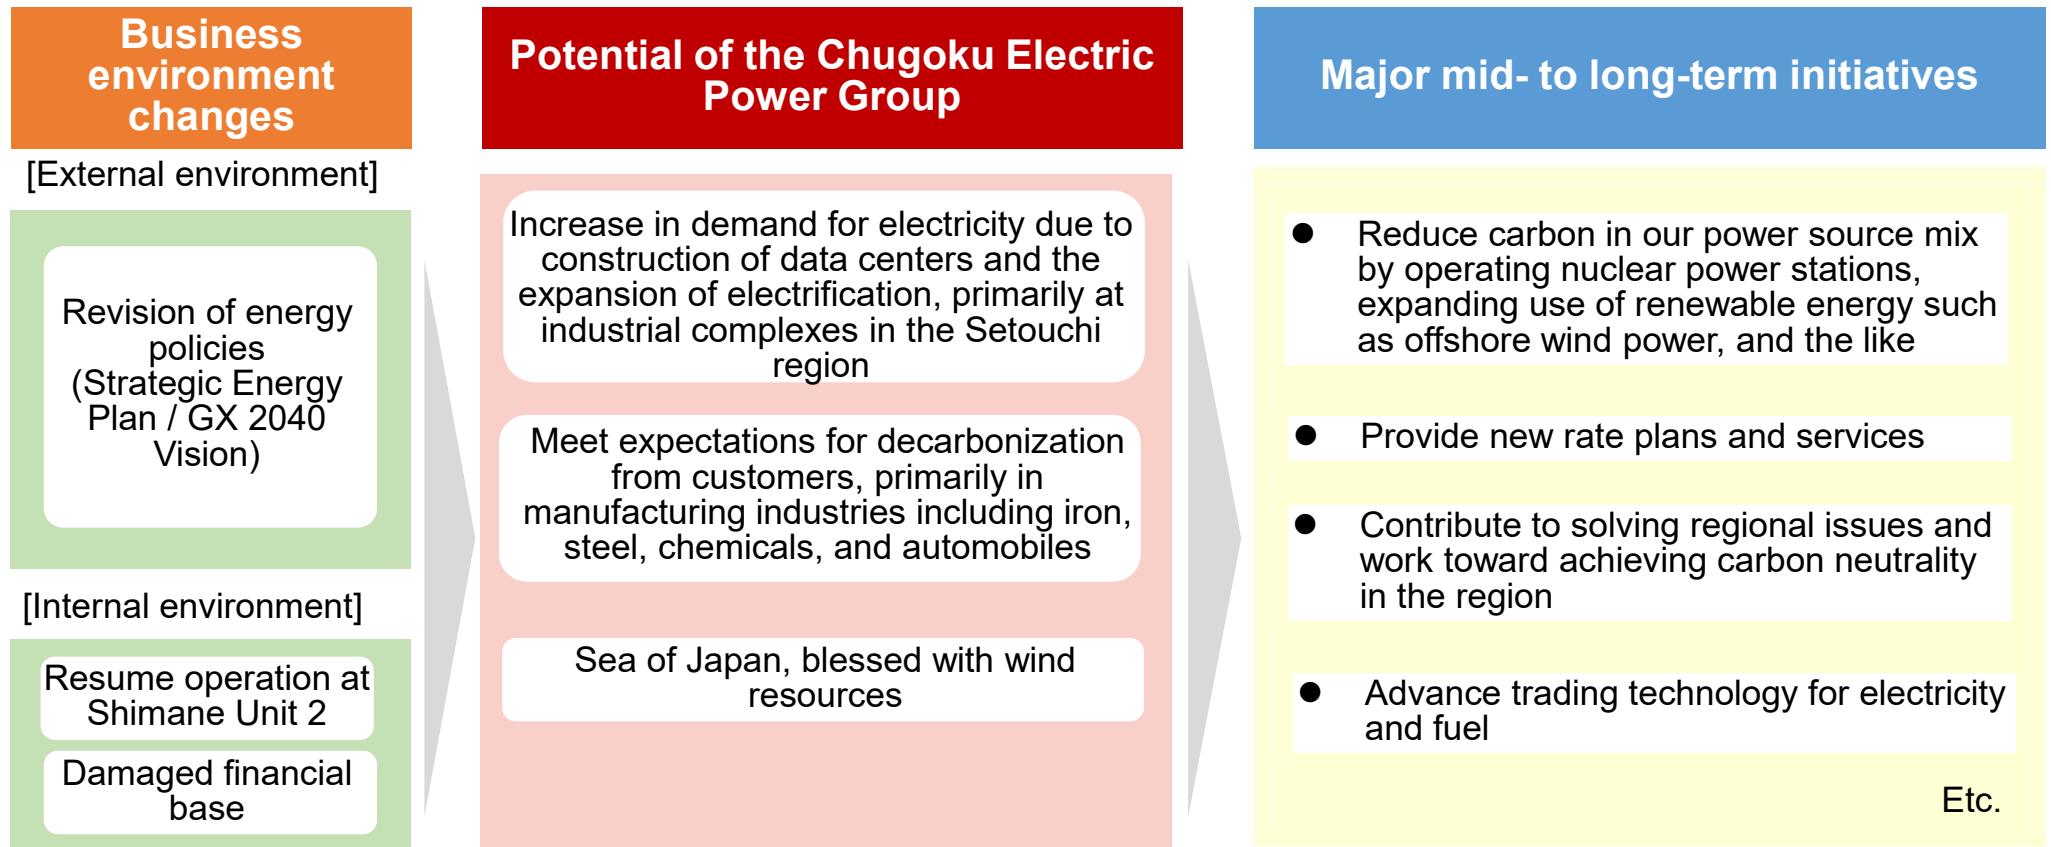 Business
environment
changes
[External environment]
Revision of energy
policies
(Strategic Energy
Plan / GX 2040
Vision)
[Internal environment]
Resume operation at
Shimane Unit 2
Damaged financial
base
Potential of the Chugoku Electric
Power Group
Increase in demand for electricity due to
construction of data centers and the
expansion of electrification, primarily at
industrial complexes in the Setouchi
region
Meet expectations for decarbonization
from customers, primarily in
manufacturing industries including iron,
steel, chemicals, and automobiles
Sea of Japan, blessed with wind
resources
Major mid- to long-term initiatives
● Reduce carbon in our power source mix
by operating nuclear power stations,
expanding use of renewable energy such
as offshore wind power, and the like
● Provide new rate plans and services
● Contribute to solving regional issues and
work toward achieving carbon neutrality
in the region
● Advance trading technology for electricity
and fuel
Etc.